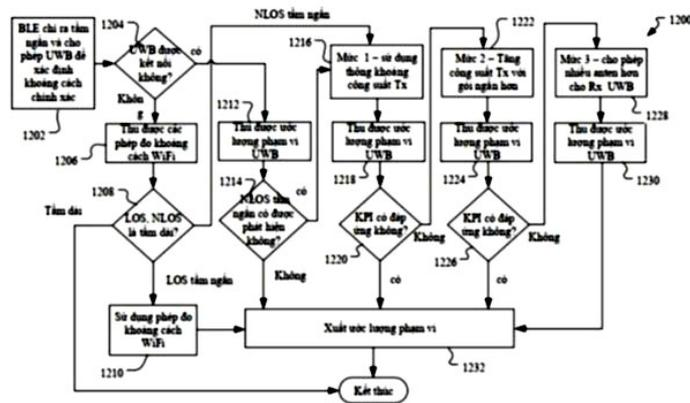 1200
BLE chỉ ra tầm
ngắn và cho
phép UWB để
xác định
khoảng cách
chính xác
1202
1204
UWB được
kết nối
không?
có
Khôn
g
Thu được các
phép đo khoảng
cách WiFi
1206
1208
LOS, NLOS
là tầm dài?
Tầm dài
LOS tầm ngắn
NLOS tầm ngắn
Sử dụng phép đo
khoảng cách
WiFi
1210
1212
Thu được ước
lượng phạm vi
UWB
1214
NLOS tầm
ngắn có được
phát hiện
không?
có
Không
1216
Mức 1 – sử dụng
thông khoảng
công suất Tx
Thu được ước
lượng phạm vi
UWB
1218
KPI có đáp
ứng không?
1220
Không
có
1222
Mức 2 – Tăng
công suất Tx với
gói ngắn hơn
Thu được ước
lượng phạm vi
UWB
1224
KPI có đáp
ứng không?
1226
Không
có
Mức 3 – cho phép
nhiều anten hơn
cho Rx UWB
1228
Thu được ước
lượng phạm vi
UWB
1230
Xuất ước lượng phạm vi
1232
Kết thúc